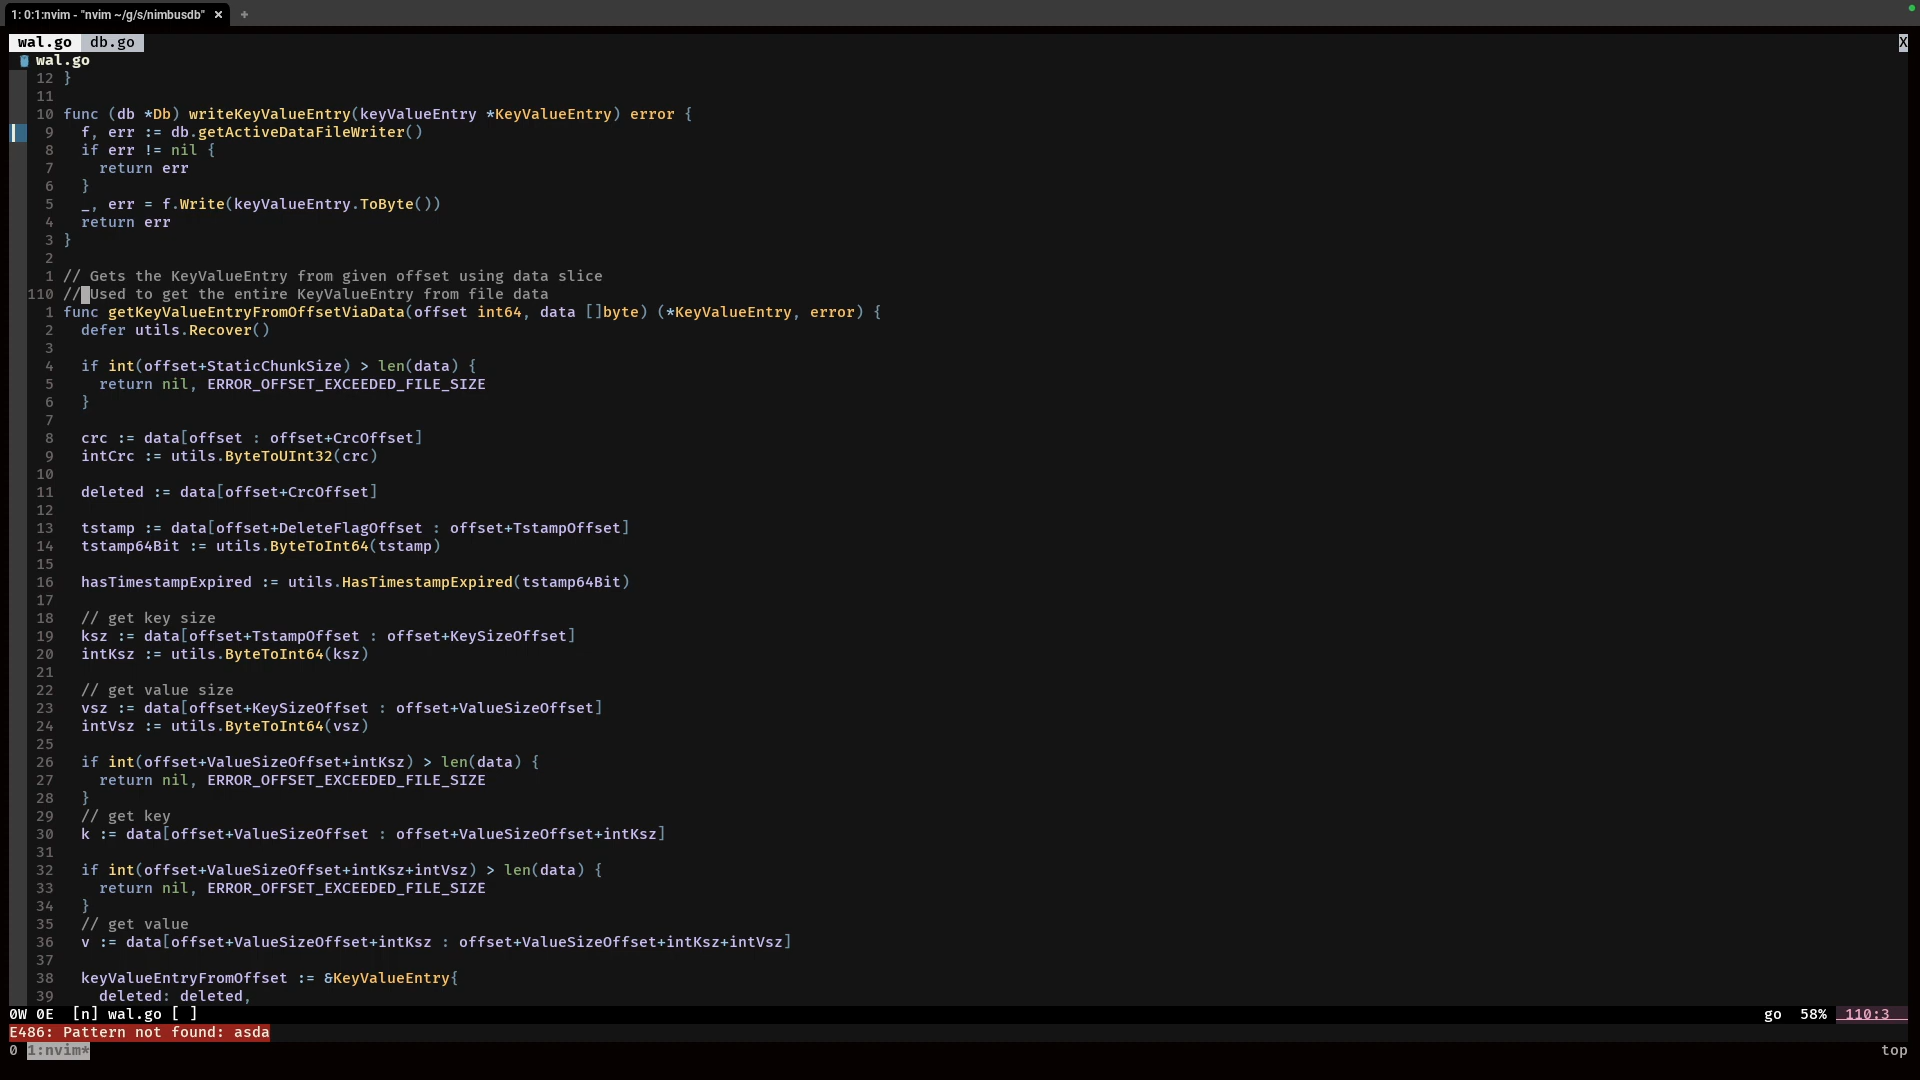 1: 0:1:nvim - "nvim ~/g/s/nimbusdb" × +
wal.go db.go X
wal.go
12 }
11
10 func (db *Db) writeKeyValueEntry(keyValueEntry *KeyValueEntry) error {
9 f, err := db.getActiveDataFileWriter()
8 if err != nil {
7 return err
6 }
5 _, err = f.Write(keyValueEntry.ToByte())
4 return err
3 }
2
1 // Gets the KeyValueEntry from given offset using data slice
110 // Used to get the entire KeyValueEntry from file data
1 func getKeyValueEntryFromOffsetViaData(offset int64, data []byte) (*KeyValueEntry, error) {
2 defer utils.Recover()
3
4 if int(offset+StaticChunkSize) > len(data) {
5 return nil, ERROR_OFFSET_EXCEEDED_FILE_SIZE
6 }
7
8 crc := data[offset : offset+CrcOffset]
9 intCrc := utils.ByteToUInt32(crc)
10
11 deleted := data[offset+CrcOffset]
12
13 tstamp := data[offset+DeleteFlagOffset : offset+TstampOffset]
14 tstamp64Bit := utils.ByteToInt64(tstamp)
15
16 hasTimestampExpired := utils.HasTimestampExpired(tstamp64Bit)
17
18 // get key size
19 ksz := data[offset+TstampOffset : offset+KeySizeOffset]
20 intKsz := utils.ByteToInt64(ksz)
21
22 // get value size
23 vsz := data[offset+KeySizeOffset : offset+ValueSizeOffset]
24 intVsz := utils.ByteToInt64(vsz)
25
26 if int(offset+ValueSizeOffset+intKsz) > len(data) {
27 return nil, ERROR_OFFSET_EXCEEDED_FILE_SIZE
28 }
29 // get key
30 k := data[offset+ValueSizeOffset : offset+ValueSizeOffset+intKsz]
31
32 if int(offset+ValueSizeOffset+intKsz+intVsz) > len(data) {
33 return nil, ERROR_OFFSET_EXCEEDED_FILE_SIZE
34 }
35 // get value
36 v := data[offset+ValueSizeOffset+intKsz : offset+ValueSizeOffset+intKsz+intVsz]
37
38 keyValueEntryFromOffset := &KeyValueEntry{
39 deleted: deleted,
0W 0E [n] wal.go [ ] go 58% 110:3
E486: Pattern not found: asda
0 1:nvim* top